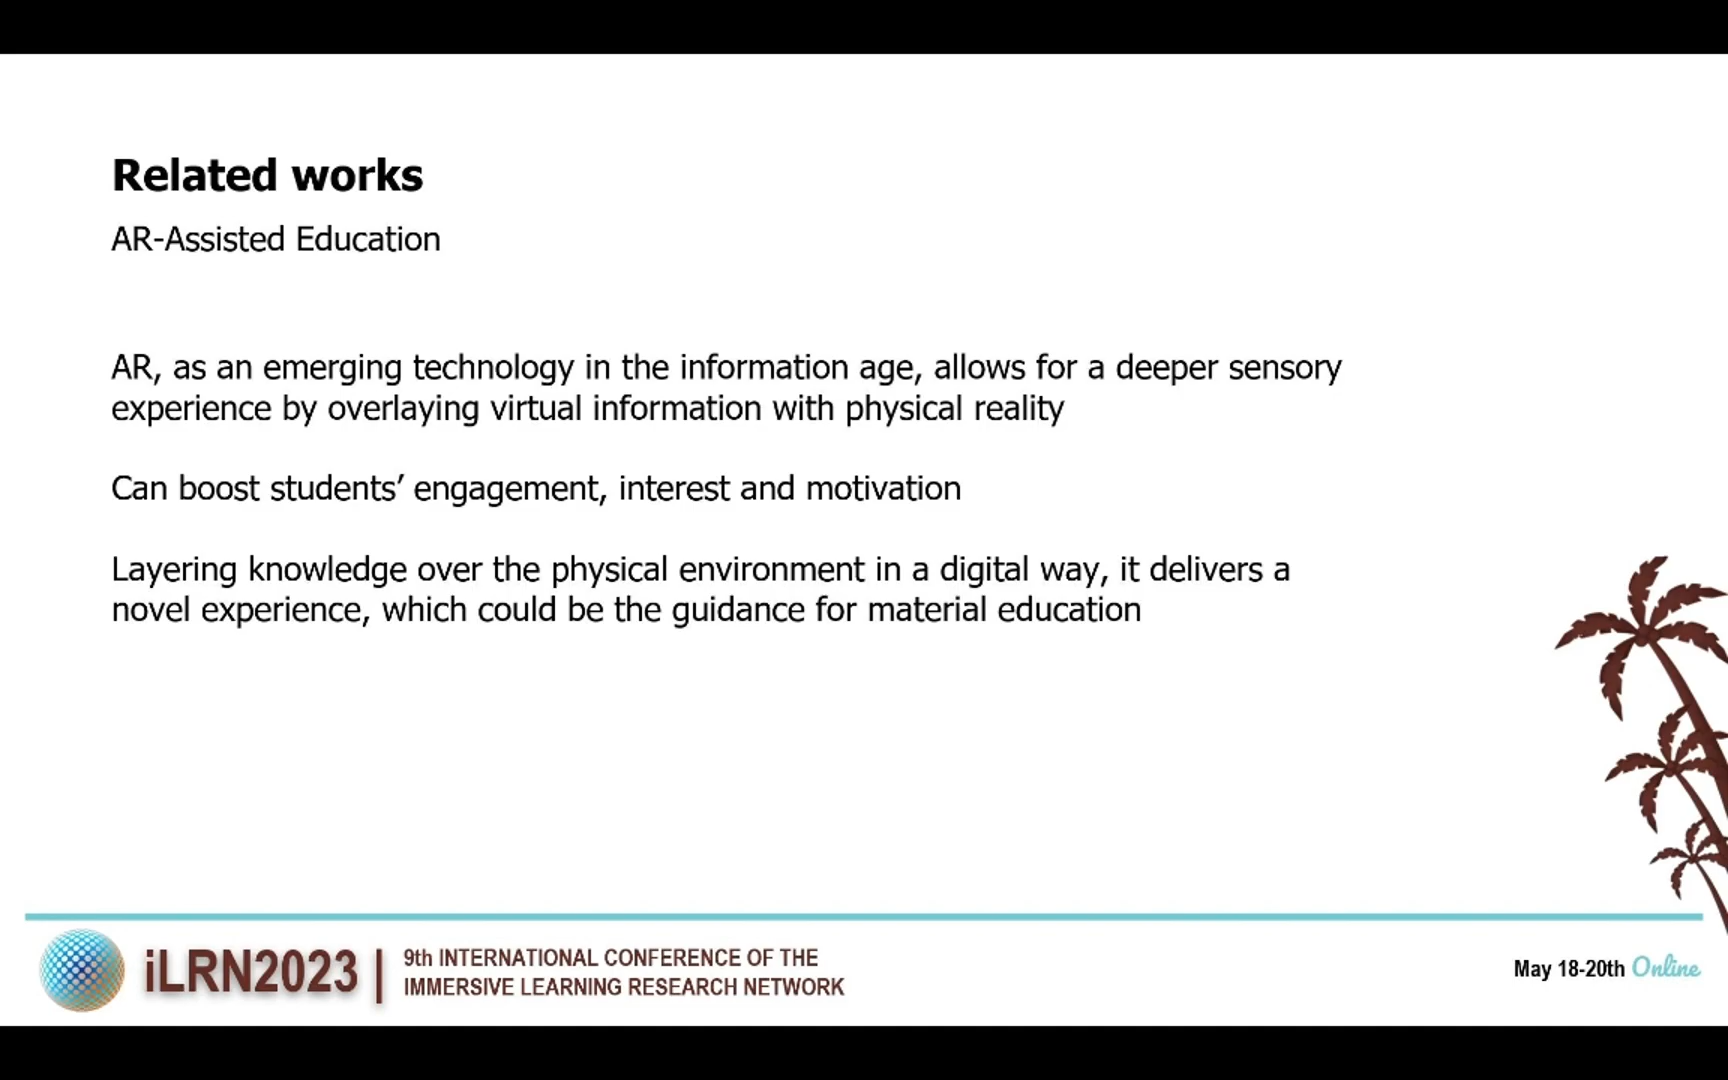 Related works
AR-Assisted Education
AR, as an emerging technology in the information age, allows for a deeper sensory
experience by overlaying virtual information with physical reality
Can boost students’ engagement, interest and motivation
Layering knowledge over the physical environment in a digital way, it delivers a
novel experience, which could be the guidance for material education
iLRN2023 |
9th INTERNATIONAL CONFERENCE OF THE
IMMERSIVE LEARNING RESEARCH NETWORK
May 18-20th Online